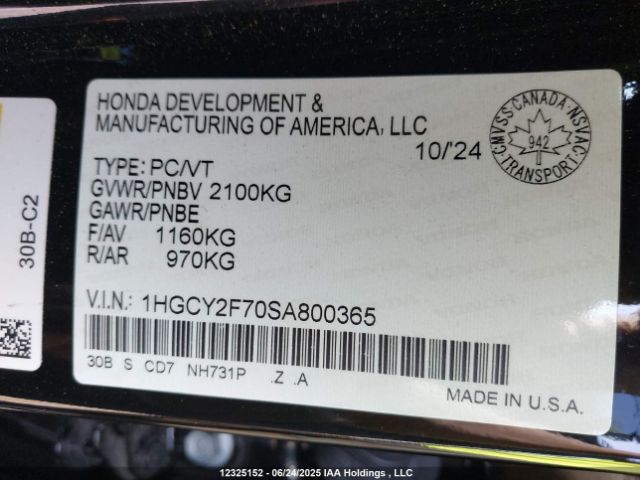 HONDA DEVELOPMENT &
MANUFACTURING OF AMERICA, LLC
10/24
CMVSS·CANADA·NSVAC
942
·TRANSPORT·
TYPE: PC/VT
GVWR/PNBV 2100KG
GAWR/PNBE
F/AV 1160KG
R/AR 970KG
V.I.N.: 1HGCY2F70SA800365
30B S CD7 NH731P .Z .A
MADE IN U.S.A.
30B-C2
12325152 - 06/24/2025 IAA Holdings , LLC